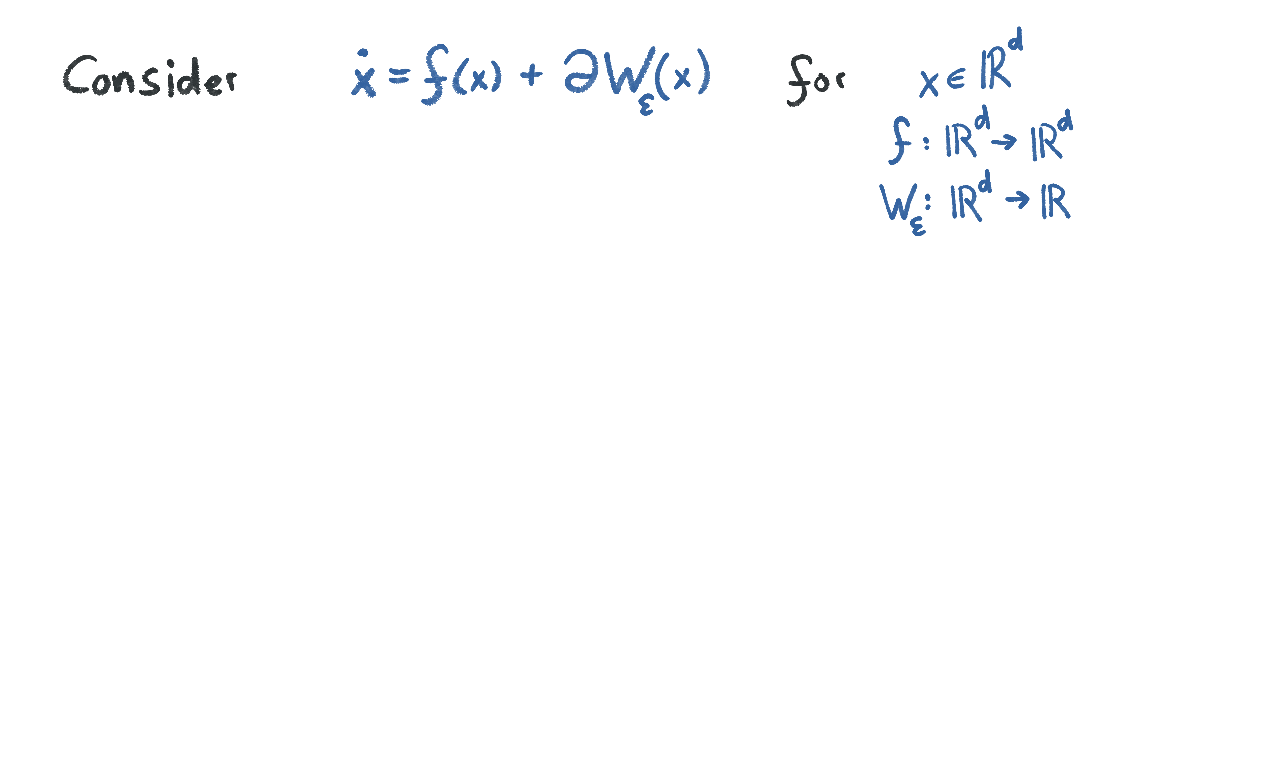 Consider ẋ = f(x) + ∂W_ε(x) for x ∈ ℝ^d
f : ℝ^d → ℝ^d
W_ε : ℝ^d → ℝ